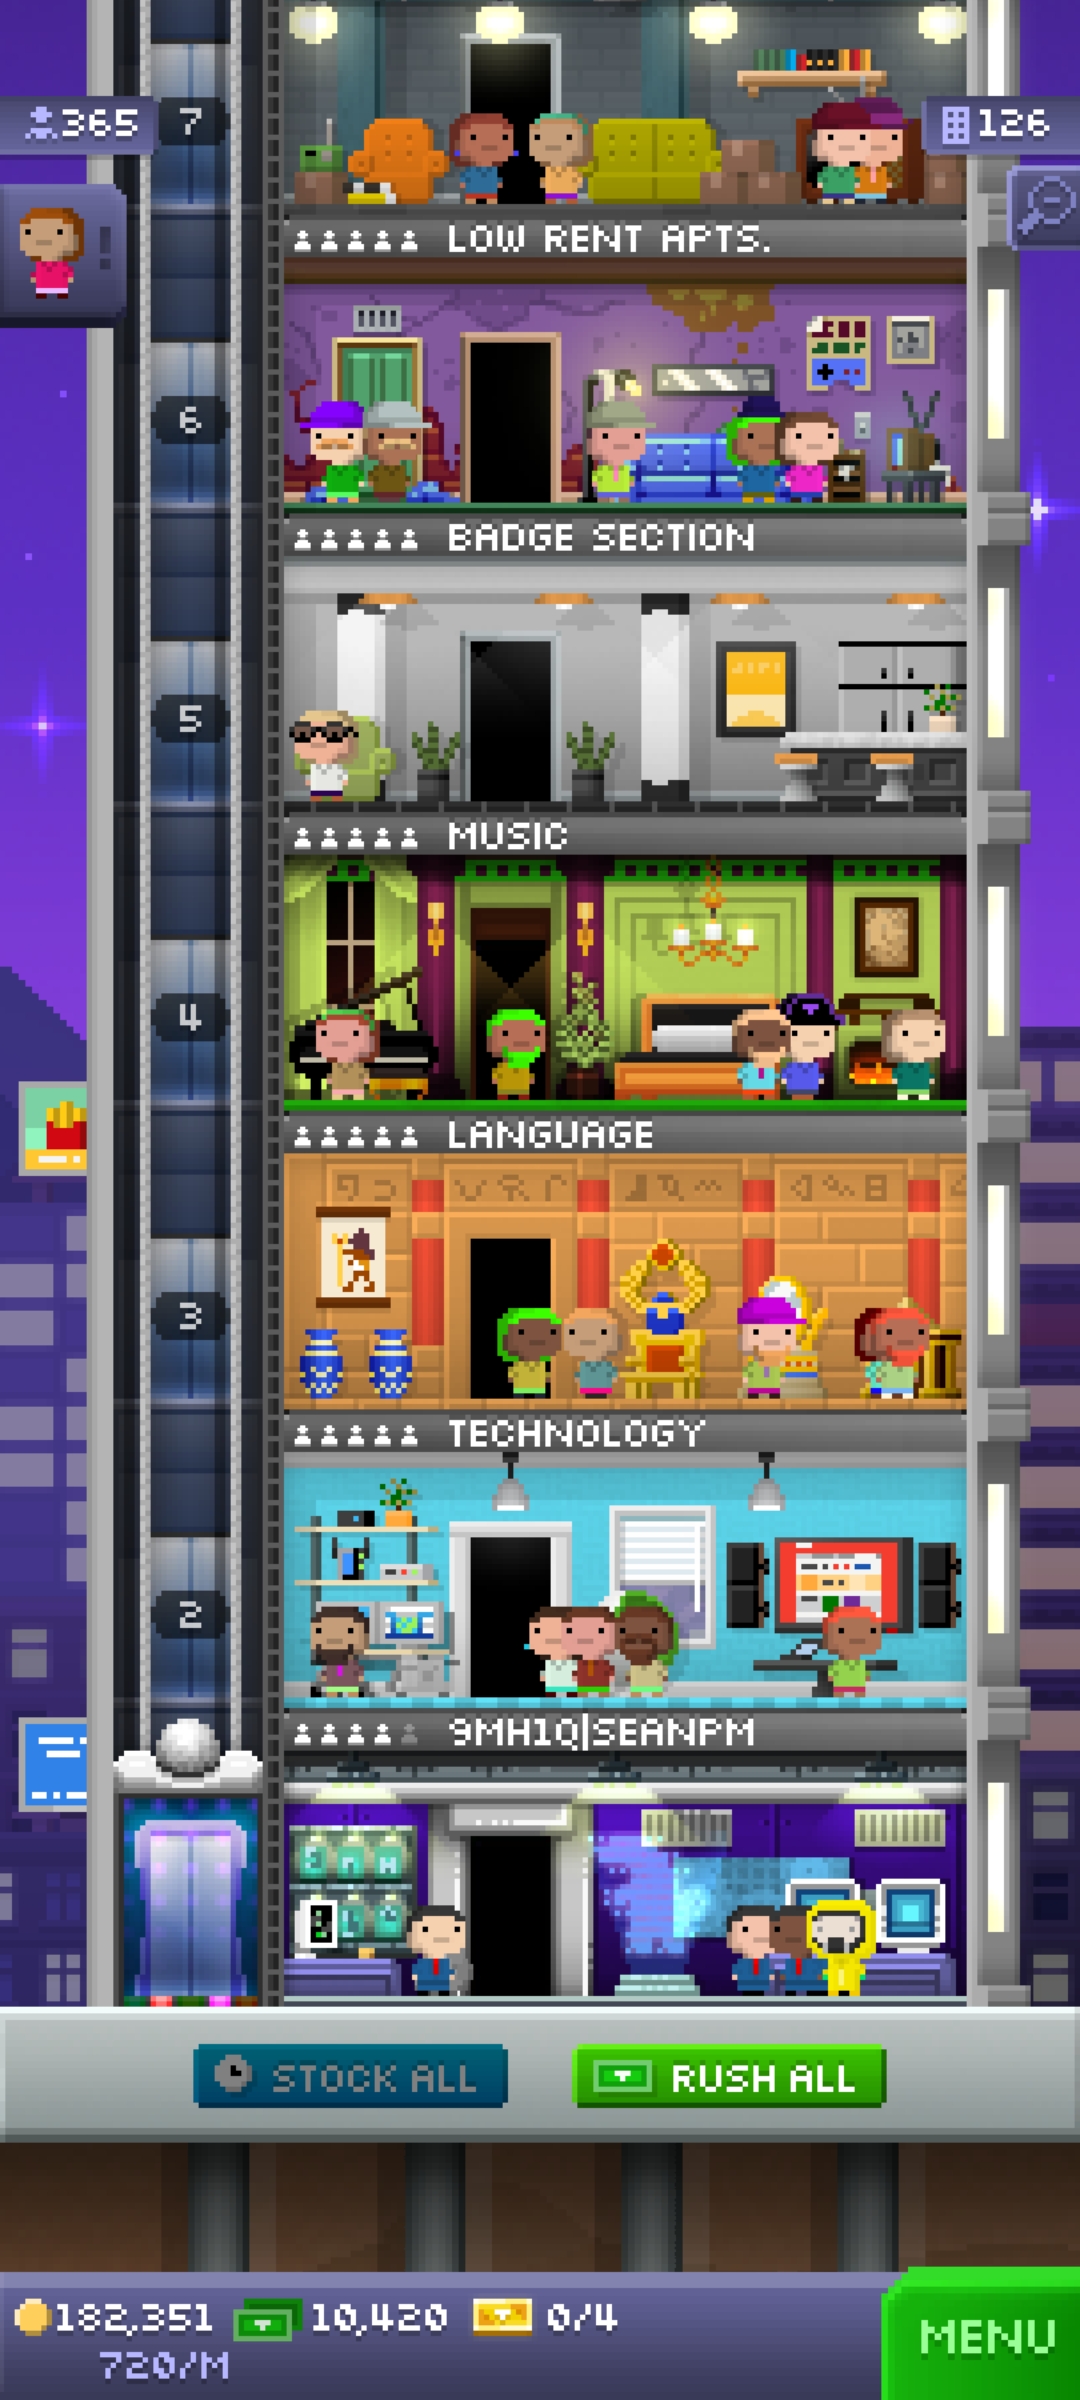 365
7
126
LOW RENT APTS.
6
BADGE SECTION
5
MUSIC
4
LANGUAGE
3
TECHNOLOGY
2
9MH1Q|SEANPM
STOCK ALL
RUSH ALL
182,351
10,420
0/4
720/M
MENU